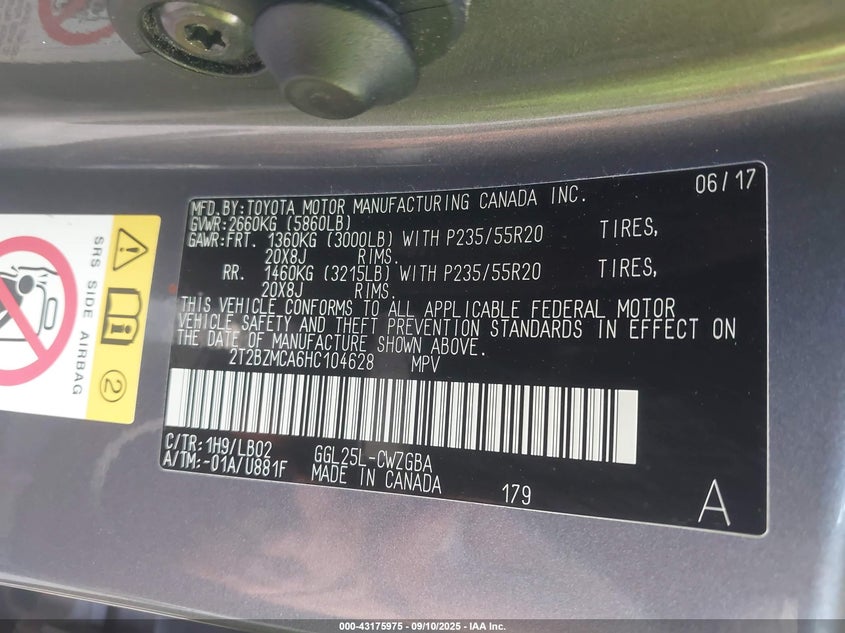 06/17
MFD.BY:TOYOTA MOTOR MANUFACTURING CANADA INC.
GVWR:2660KG (5860LB)
GAWR:FRT. 1360KG (3000LB) WITH P235/55R20 TIRES,
20X8J RIMS.
RR. 1460KG (3215LB) WITH P235/55R20 TIRES,
20X8J RIMS.
THIS VEHICLE CONFORMS TO ALL APPLICABLE FEDERAL MOTOR
VEHICLE SAFETY AND THEFT PREVENTION STANDARDS IN EFFECT ON
THE DATE OF MANUFACTURE SHOWN ABOVE.
2T2BZMCA6HC104628 MPV
C/TR:1H9/LB02 GGL25L-CWZGBA
A/TM:-01A/U881F MADE IN CANADA
179
A
SRS SIDE AIRBAG
2
000-43175975 - 09/10/2025 - IAA Inc.